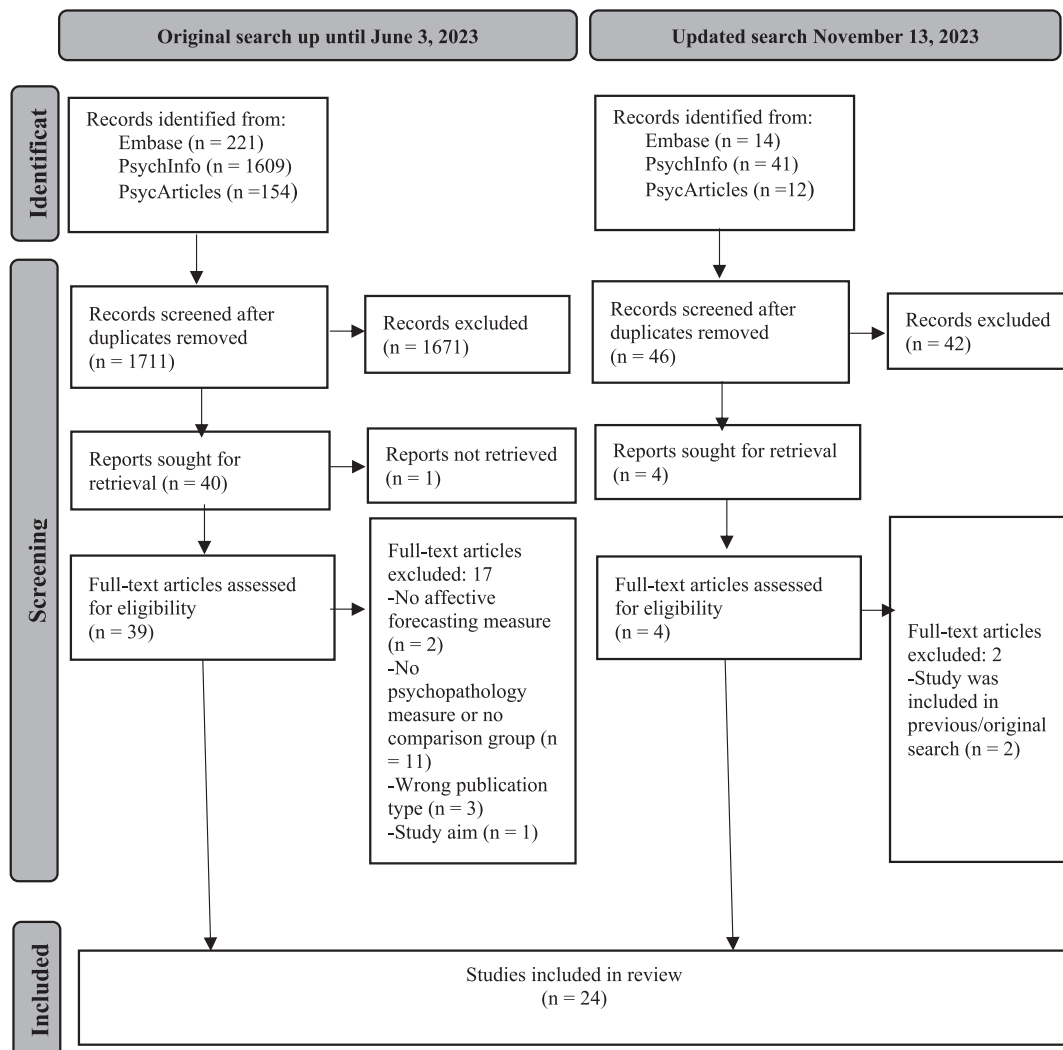 Original search up until June 3, 2023
Updated search November 13, 2023
Identificat
Records identified from:
Embase (n = 221)
PsychInfo (n = 1609)
PsycArticles (n =154)
Records identified from:
Embase (n = 14)
PsychInfo (n = 41)
PsycArticles (n =12)
Screening
Records screened after
duplicates removed
(n = 1711)
Records excluded
(n = 1671)
Records screened after
duplicates removed
(n = 46)
Records excluded
(n = 42)
Reports sought for
retrieval (n = 40)
Reports not retrieved
(n = 1)
Reports sought for retrieval
(n = 4)
Full-text articles assessed
for eligibility
(n = 39)
Full-text articles
excluded: 17
-No affective
forecasting measure
(n = 2)
-No
psychopathology
measure or no
comparison group (n
= 11)
-Wrong publication
type (n = 3)
-Study aim (n = 1)
Full-text articles assessed
for eligibility
(n = 4)
Full-text articles
excluded: 2
-Study was
included in
previous/original
search (n = 2)
Included
Studies included in review
(n = 24)